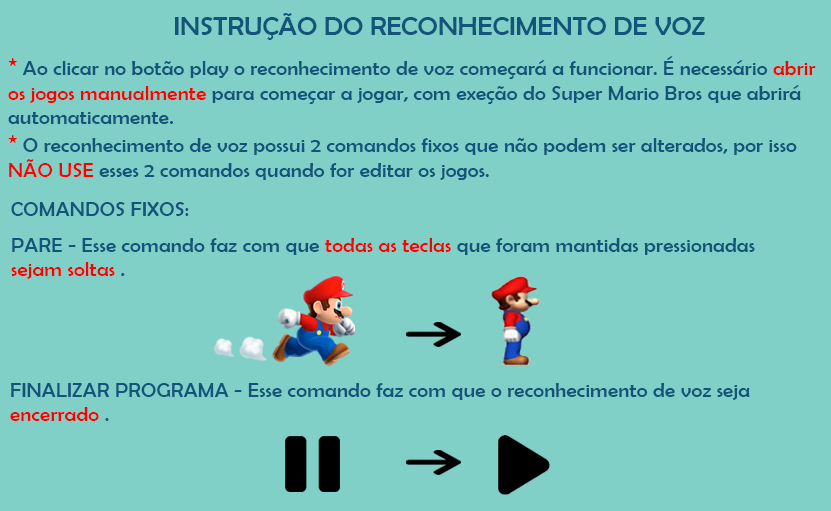 INSTRUÇÃO DO RECONHECIMENTO DE VOZ
* Ao clicar no botão play o reconhecimento de voz começará a funcionar. É necessário abrir
os jogos manualmente para começar a jogar, com exeção do Super Mario Bros que abrirá
automaticamente.
* O reconhecimento de voz possui 2 comandos fixos que não podem ser alterados, por isso
NÃO USE esses 2 comandos quando for editar os jogos.
COMANDOS FIXOS:
PARE - Esse comando faz com que todas as teclas que foram mantidas pressionadas
sejam soltas .
FINALIZAR PROGRAMA - Esse comando faz com que o reconhecimento de voz seja
encerrado .